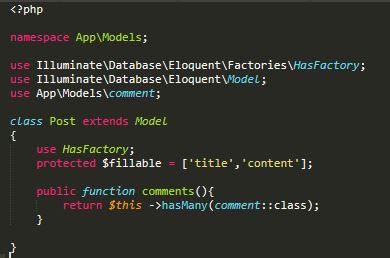 <?php
namespace App\Models;
use Illuminate\Database\Eloquent\Factories\HasFactory;
use Illuminate\Database\Eloquent\Model;
use App\Models\comment;
class Post extends Model
{
    use HasFactory;
    protected $fillable = ['title','content'];
    public function comments(){
        return $this ->hasMany(comment::class);
    }
}